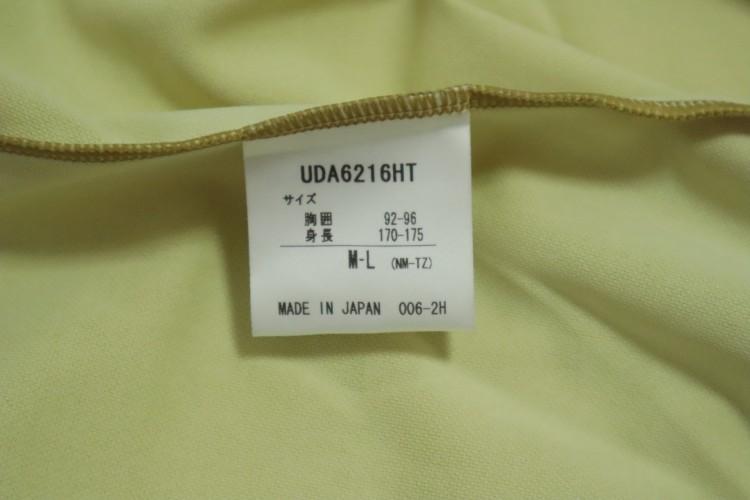 UDA6216HT
サイズ
胸囲 92-96
身長 170-175
M-L (NM-TZ)
MADE IN JAPAN 006-2H